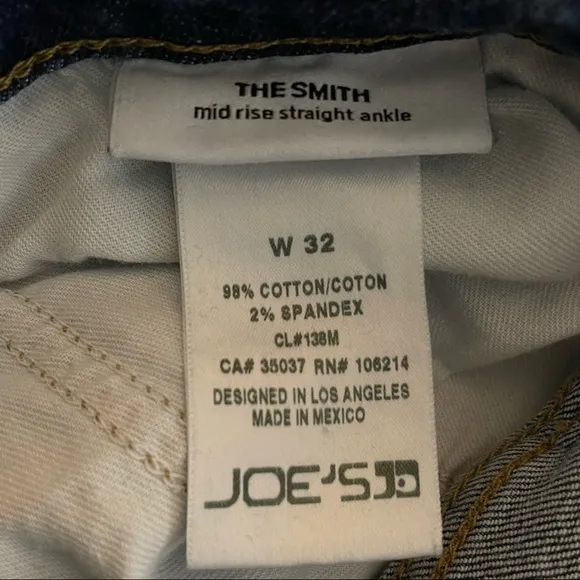 THE SMITH
mid rise straight ankle
W 32
98% COTTON/COTON
2% SPANDEX
CL#138M
CA# 35037 RN# 106214
DESIGNED IN LOS ANGELES
MADE IN MEXICO
JOE'S